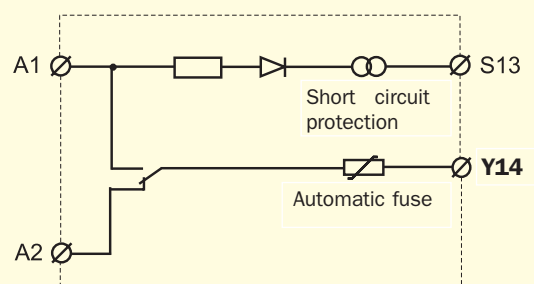 A1
S13
Short circuit
protection
Y14
Automatic fuse
A2